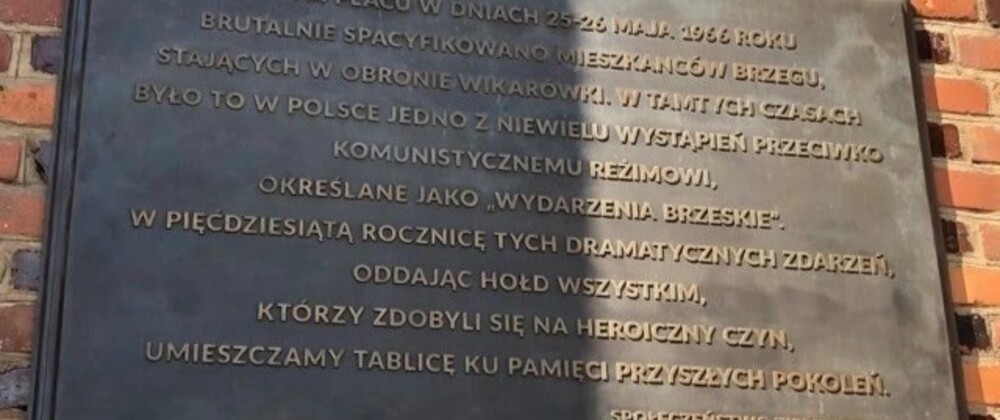 PLACU W DNIACH 25-26 MAJA 1966 ROKU
BRUTALNIE SPACYFIKOWANO MIESZKAŃCÓW BRZEGU,
STAJĄCYCH W OBRONIE WIKARÓWKI. W TAMTYCH CZASACH
BYŁO TO W POLSCE JEDNO Z NIEWIELU WYSTĄPIEŃ PRZECIWKO
KOMUNISTYCZNEMU REŻIMOWI,
OKREŚLANE JAKO „WYDARZENIA BRZESKIE".
W PIĘĆDZIESIĄTĄ ROCZNICĘ TYCH DRAMATYCZNYCH ZDARZEŃ,
ODDAJĄC HOŁD WSZYSTKIM,
KTÓRZY ZDOBYLI SIĘ NA HEROICZNY CZYN,
UMIESZCZAMY TABLICĘ KU PAMIĘCI PRZYSZŁYCH POKOLEŃ.
SPOŁECZEŃSTWO